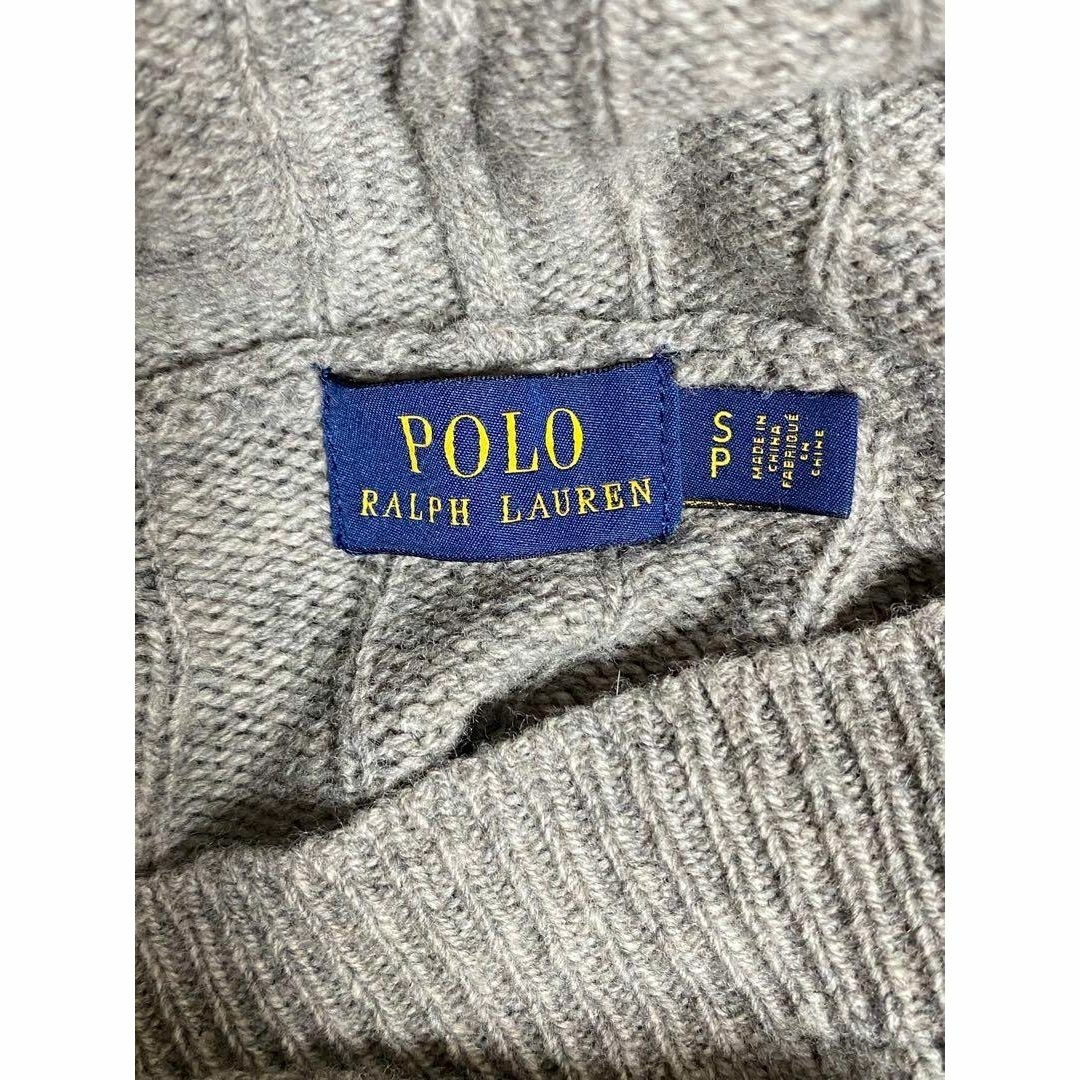 POLO
RALPH LAUREN
S
P
MADE IN
CHINA
FABRIQUÉ
EN
CHINE